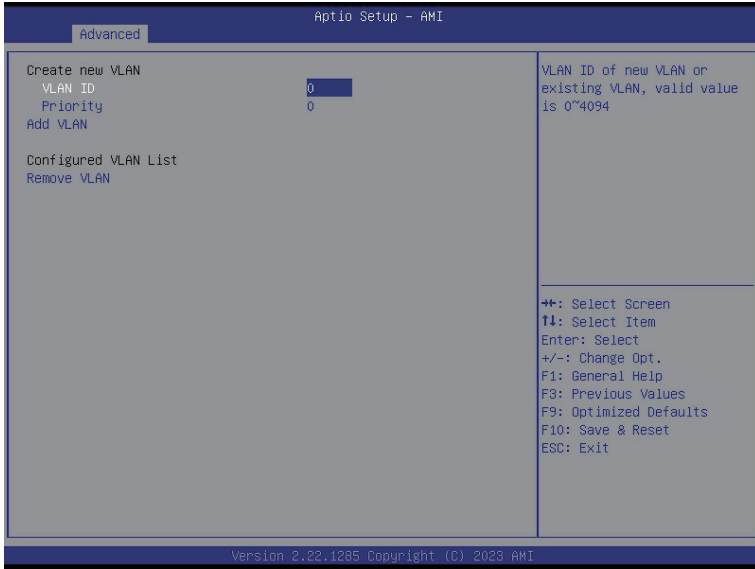 Aptio Setup – AMI
Advanced
Create new VLAN
VLAN ID 0
Priority 0
Add VLAN
Configured VLAN List
Remove VLAN
VLAN ID of new VLAN or
existing VLAN, valid value
is 0~4094
→←: Select Screen
↑↓: Select Item
Enter: Select
+/-: Change Opt.
F1: General Help
F3: Previous Values
F9: Optimized Defaults
F10: Save & Reset
ESC: Exit
Version 2.22.1285 Copyright (C) 2023 AMI